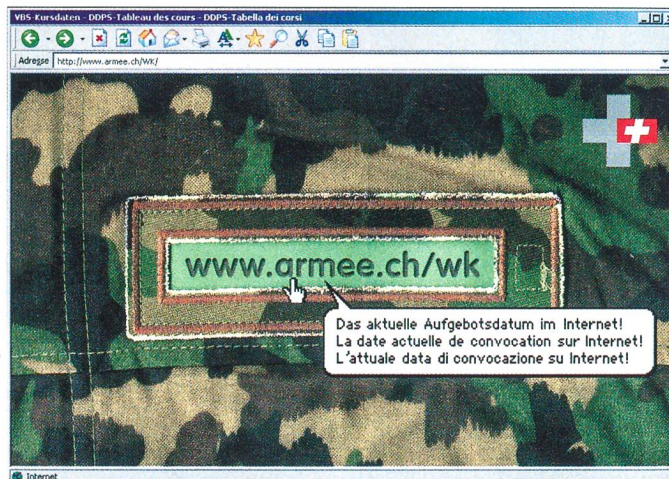 VBS-Kursdaten - DDPS-Tableau des cours - DDPS-Tabella dei corsi
Adresse http://www.armee.ch/WK/
www.armee.ch/wk
Das aktuelle Aufgebotsdatum im Internet!
La date actuelle de convocation sur Internet!
L'attuale data di convocazione su Internet!
Internet